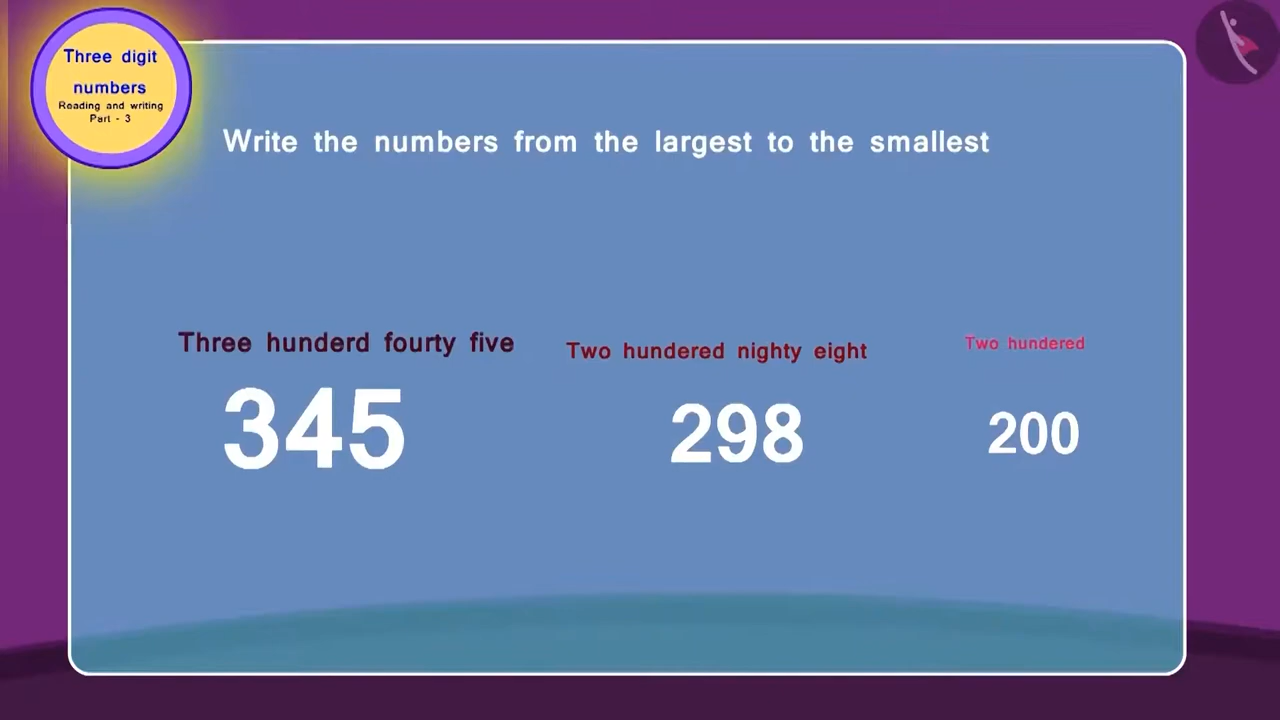 Three digit
numbers
Reading and writing
Part - 3
Write the numbers from the largest to the smallest
Three hunderd fourty five
Two hundered nighty eight
Two hundered
345
298
200